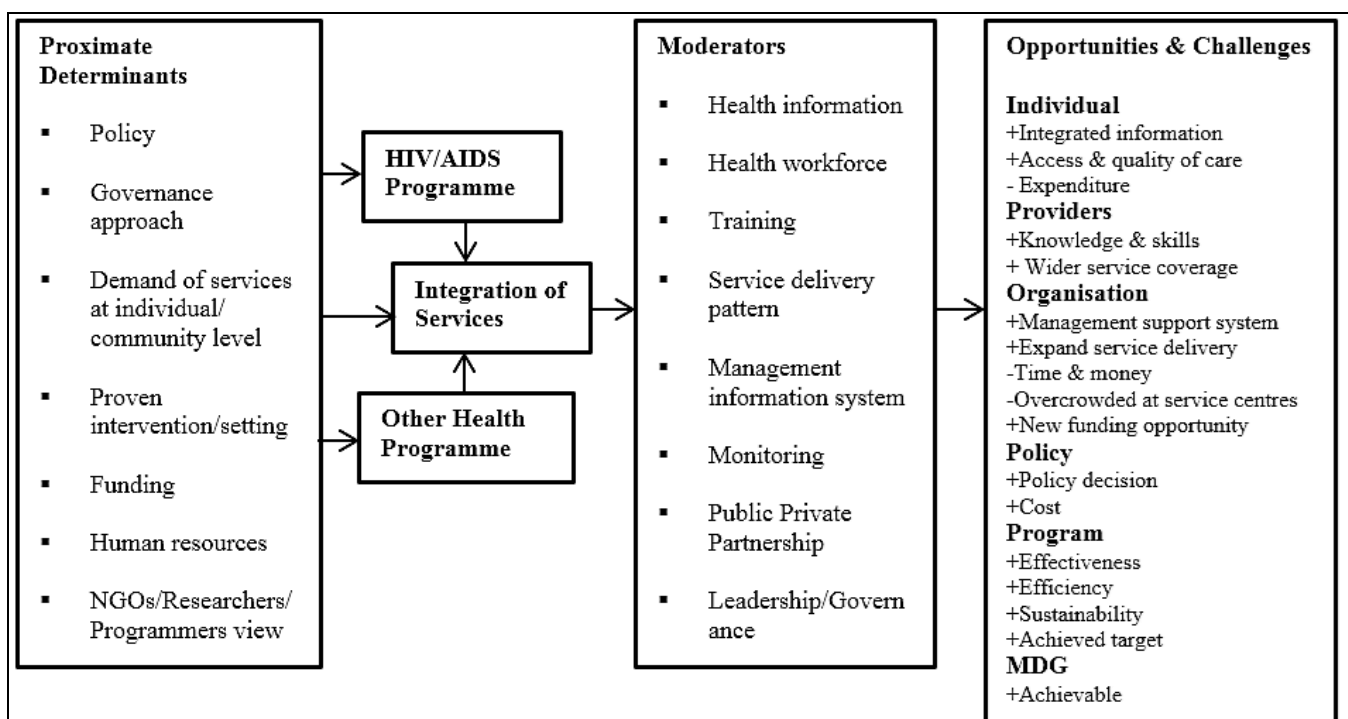 Proximate
Determinants
▪ Policy
▪ Governance
approach
▪ Demand of services
at individual/
community level
▪ Proven
intervention/setting
▪ Funding
▪ Human resources
▪ NGOs/Researchers/
Programmers view
HIV/AIDS
Programme
Integration of
Services
Other Health
Programme
Moderators
▪ Health information
▪ Health workforce
▪ Training
▪ Service delivery
pattern
▪ Management
information system
▪ Monitoring
▪ Public Private
Partnership
▪ Leadership/Govern
ance
Opportunities & Challenges
Individual
+Integrated information
+Access & quality of care
- Expenditure
Providers
+Knowledge & skills
+ Wider service coverage
Organisation
+Management support system
+Expand service delivery
-Time & money
-Overcrowded at service centres
+New funding opportunity
Policy
+Policy decision
+Cost
Program
+Effectiveness
+Efficiency
+Sustainability
+Achieved target
MDG
+Achievable